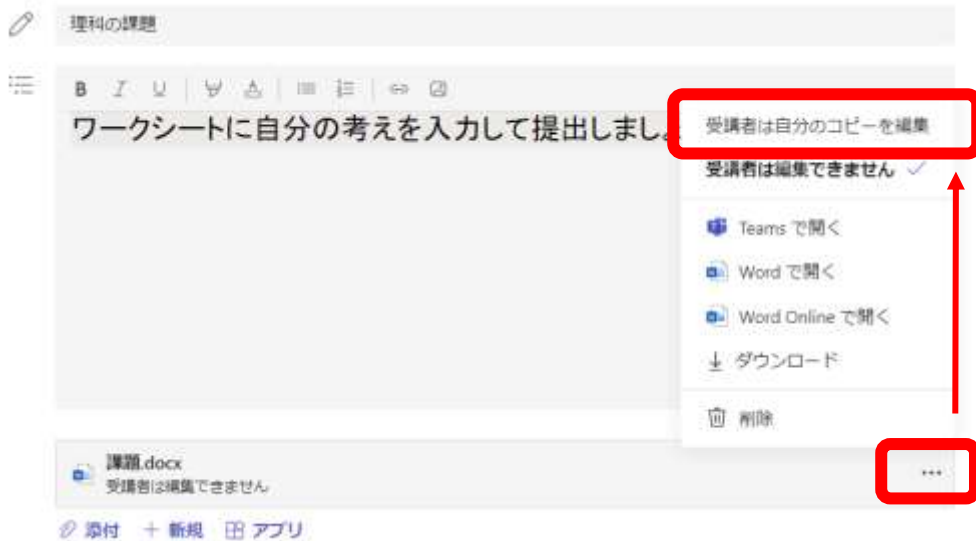 理科の課題
B I U A
ワークシートに自分の考えを入力して提出しましょ
受講者は自分のコピーを編集
受講者は編集できません
Teams で開く
Word で開く
Word Online で開く
ダウンロード
削除
課題.docx
受講者は編集できません
...
添付 + 新規 アプリ